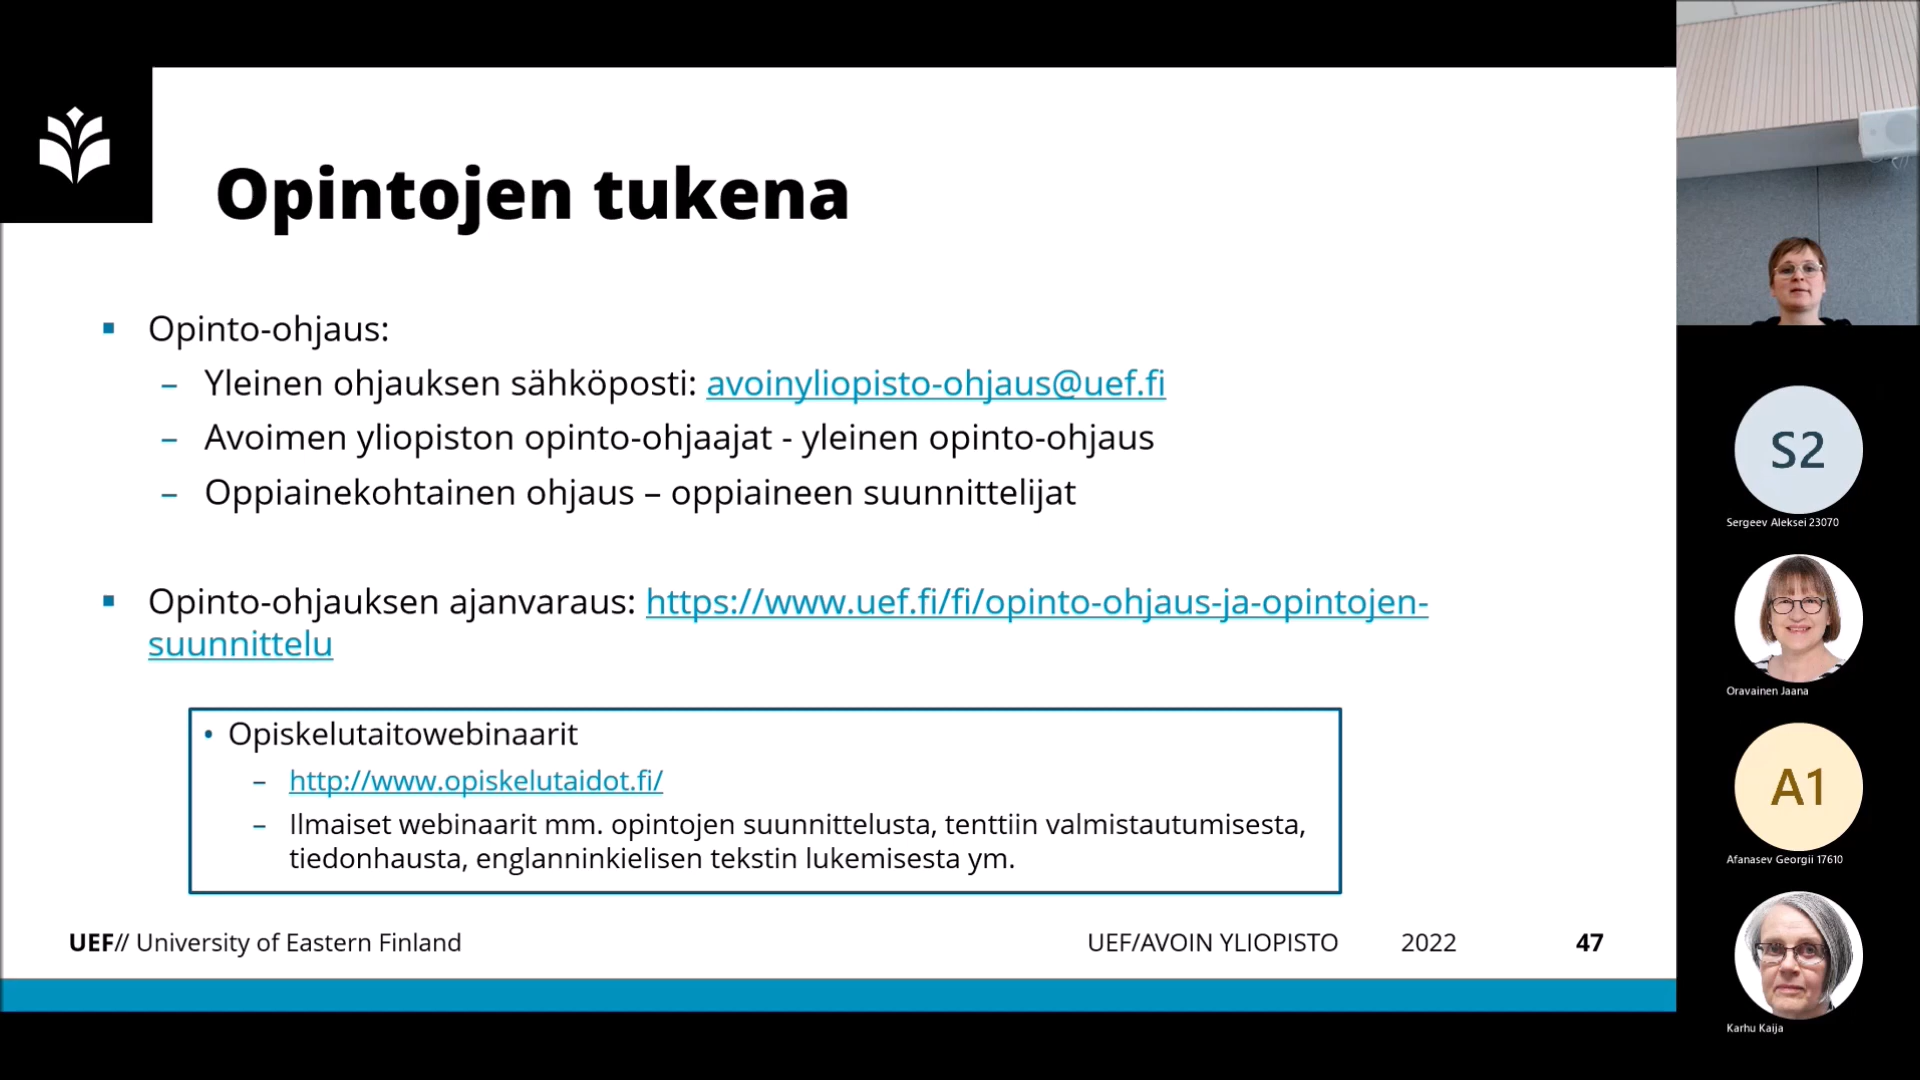 Opintojen tukena
Opinto-ohjaus:
– Yleinen ohjauksen sähköposti: avoinyliopisto-ohjaus@uef.fi
– Avoimen yliopiston opinto-ohjaajat - yleinen opinto-ohjaus
– Oppiainekohtainen ohjaus – oppiaineen suunnittelijat
Opinto-ohjauksen ajanvaraus: https://www.uef.fi/fi/opinto-ohjaus-ja-opintojen-
suunnittelu
• Opiskelutaitowebinaarit
– http://www.opiskelutaidot.fi/
– Ilmaiset webinaarit mm. opintojen suunnittelusta, tenttiin valmistautumisesta,
tiedonhausta, englanninkielisen tekstin lukemisesta ym.
UEF// University of Eastern Finland
UEF/AVOIN YLIOPISTO 2022 47
S2
Sergeev Aleksei 23070
Oravainen Jaana
A1
Afanasev Georgii 17610
Karhu Kaija